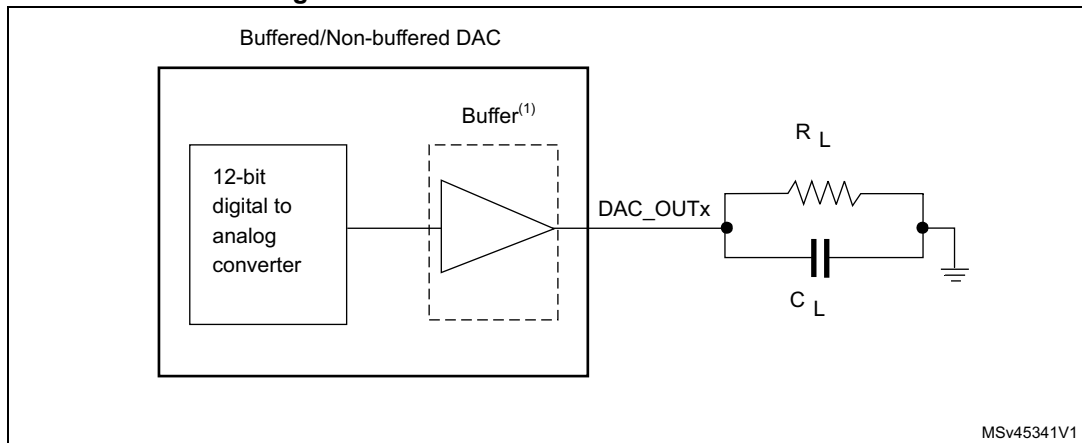 Buffered/Non-buffered DAC
Buffer(1)
12-bit
digital to
analog
converter
DAC_OUTx
R L
C L
MSv45341V1